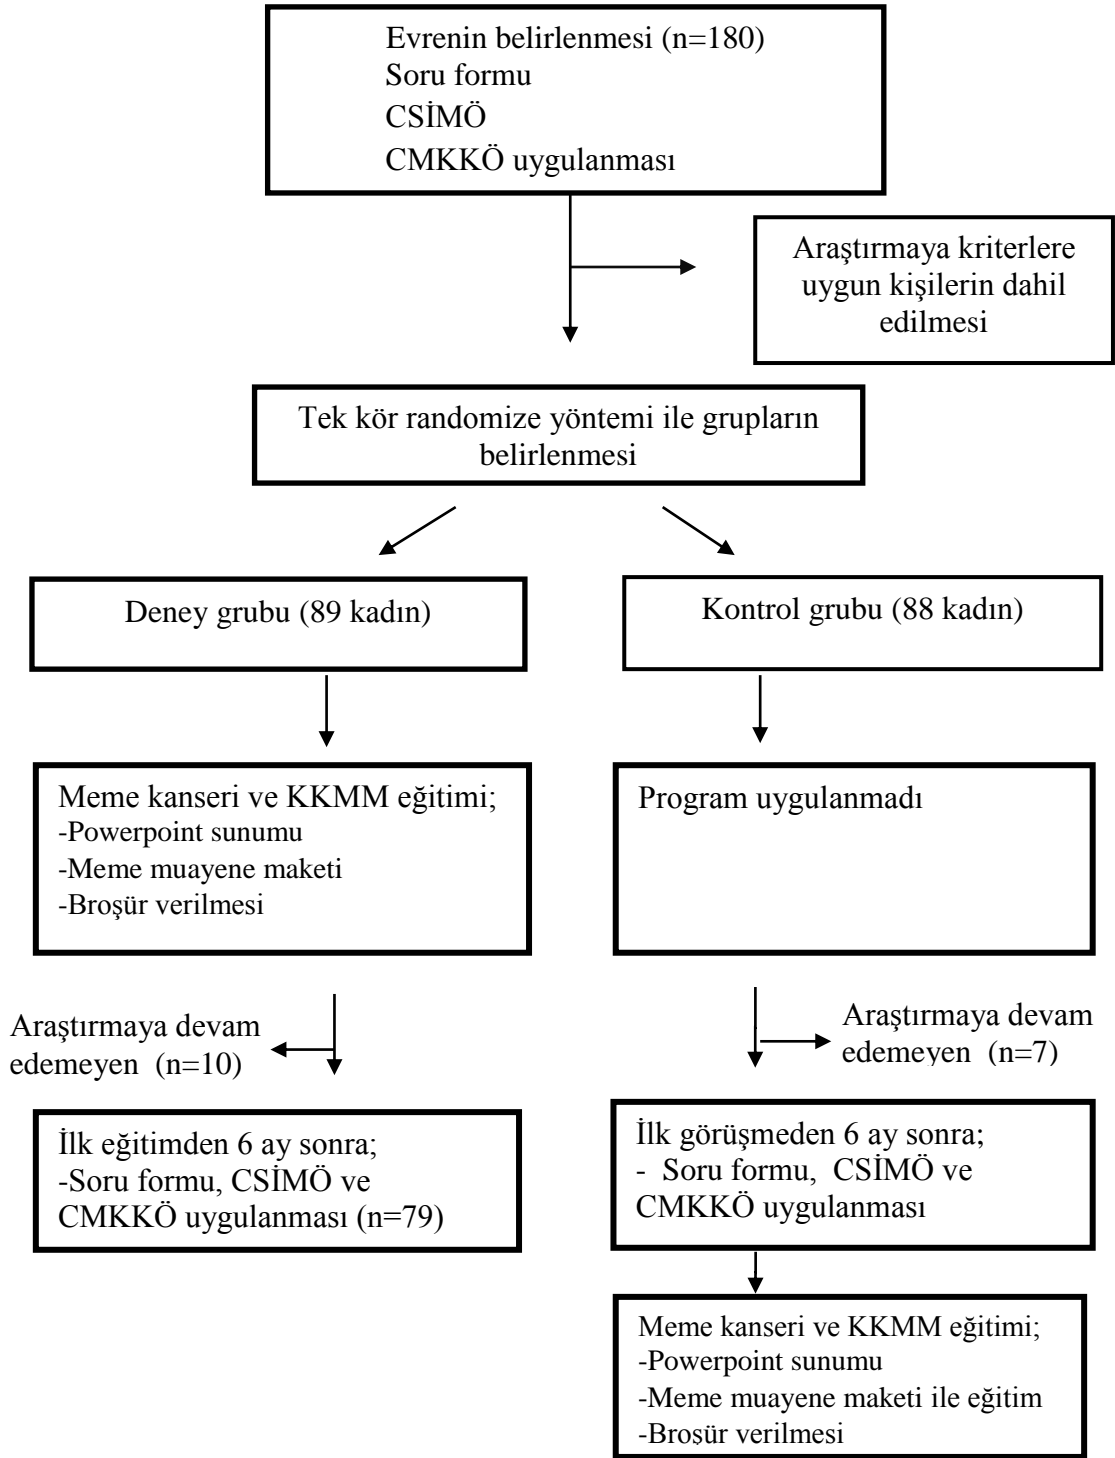 Evrenin belirlenmesi (n=180)
Soru formu
CSİMÖ
CMKKÖ uygulanması
Araştırmaya kriterlere
uygun kişilerin dahil
edilmesi
Tek kör randomize yöntemi ile grupların
belirlenmesi
Deney grubu (89 kadın)
Kontrol grubu (88 kadın)
Meme kanseri ve KKMM eğitimi;
-Powerpoint sunumu
-Meme muayene maketi
-Broşür verilmesi
Program uygulanmadı
Araştırmaya devam
edemeyen (n=10)
Araştırmaya devam
edemeyen (n=7)
İlk eğitimden 6 ay sonra;
-Soru formu, CSİMÖ ve
CMKKÖ uygulanması (n=79)
İlk görüşmeden 6 ay sonra;
- Soru formu, CSİMÖ ve
CMKKÖ uygulanması
Meme kanseri ve KKMM eğitimi;
-Powerpoint sunumu
-Meme muayene maketi ile eğitim
-Broşür verilmesi